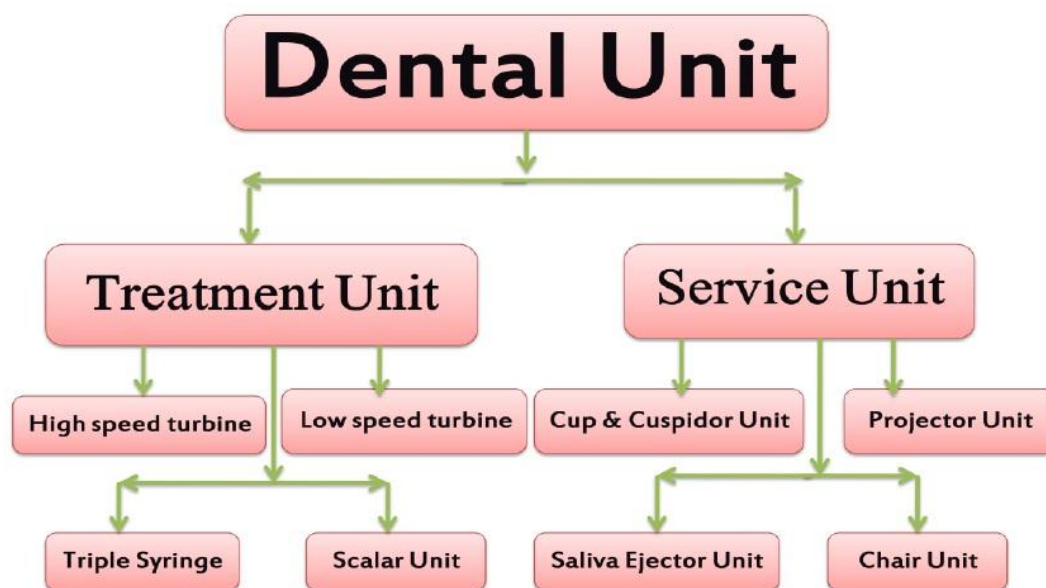 Dental Unit
Treatment Unit
Service Unit
High speed turbine
Low speed turbine
Cup & Cuspidor Unit
Projector Unit
Triple Syringe
Scalar Unit
Saliva Ejector Unit
Chair Unit